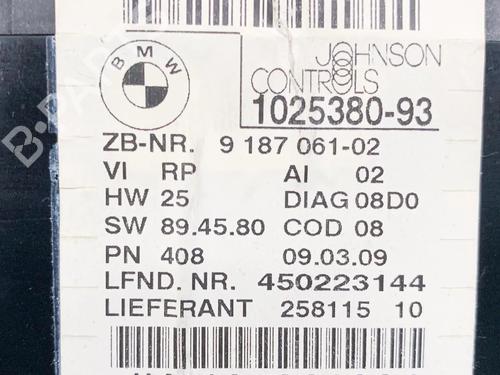 BMW
JOHNSON
CONTROLS
1025380-93
ZB-NR. 9 187 061-02
VI RP AI 02
HW 25 DIAG 08D0
SW 89.45.80 COD 08
PN 408 09.03.09
LFND. NR. 450223144
LIEFERANT 258115 10